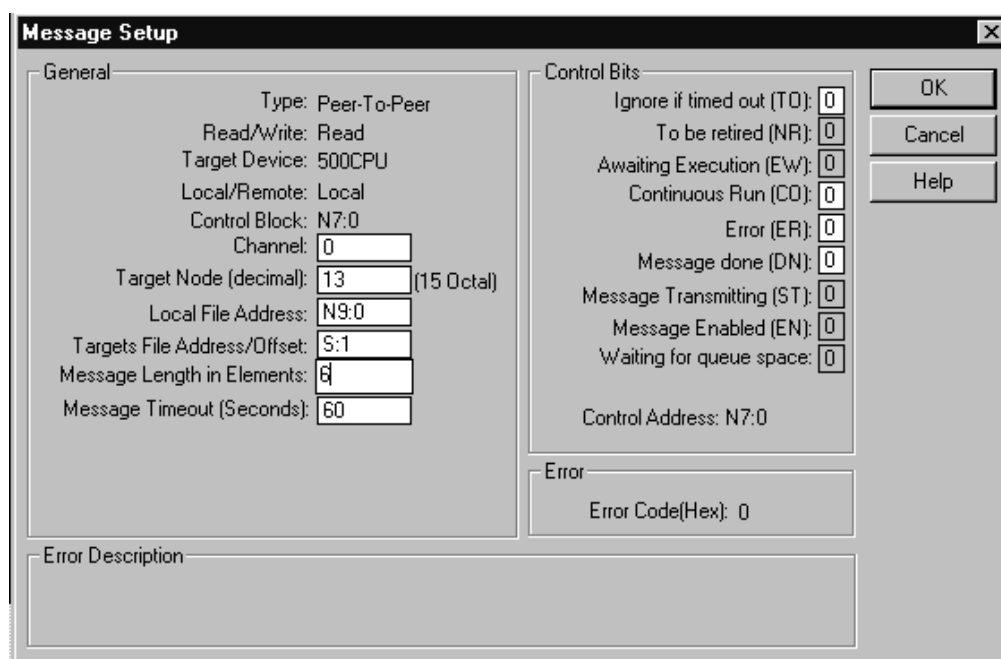 Message Setup
General
Type: Peer-To-Peer
Read/Write: Read
Target Device: 500CPU
Local/Remote: Local
Control Block: N7:0
Channel: 0
Target Node (decimal): 13 (15 Octal)
Local File Address: N9:0
Targets File Address/Offset: S:1
Message Length in Elements: 6
Message Timeout (Seconds): 60
Control Bits
Ignore if timed out (TO): 0
To be retired (NR): 0
Awaiting Execution (EW): 0
Continuous Run (CO): 0
Error (ER): 0
Message done (DN): 0
Message Transmitting (ST): 0
Message Enabled (EN): 0
Waiting for queue space: 0
Control Address: N7:0
Error
Error Code(Hex): 0
OK
Cancel
Help
Error Description